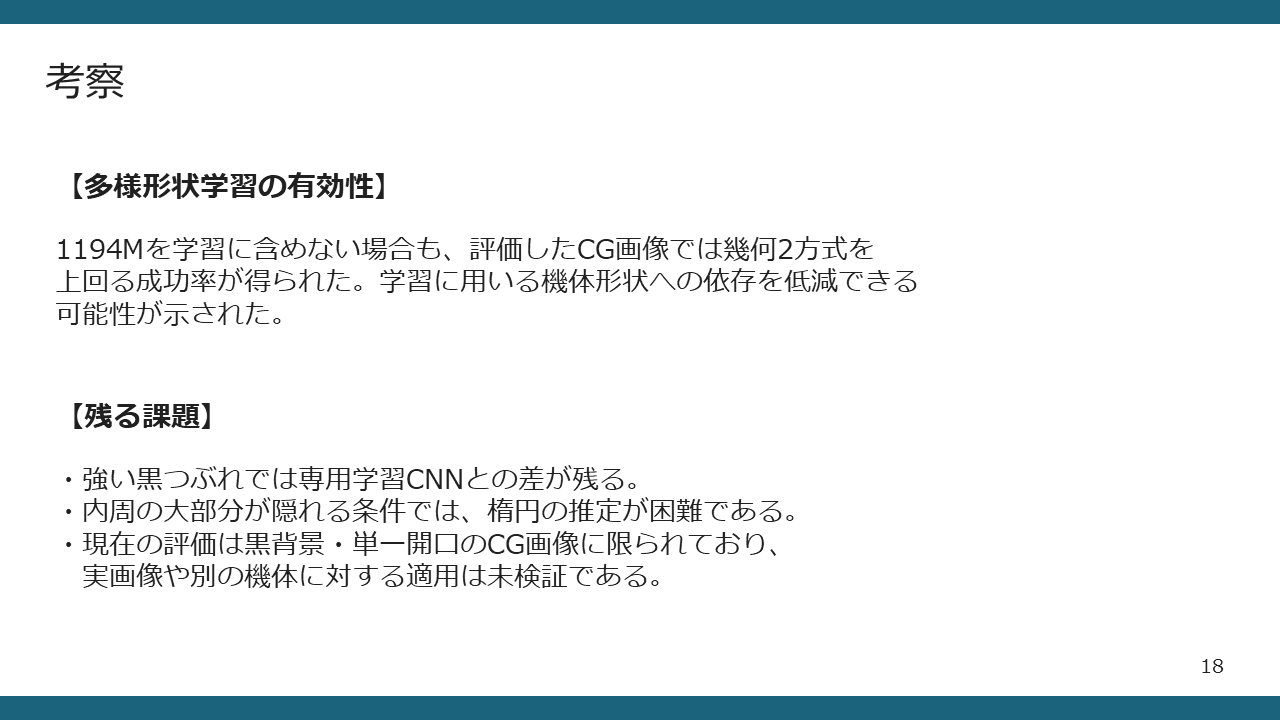 考察
【多様形状学習の有効性】
1194Mを学習に含めない場合も、評価したCG画像では幾何2方式を
上回る成功率が得られた。学習に用いる機体形状への依存を低減できる
可能性が示された。
【残る課題】
・強い黒つぶれでは専用学習CNNとの差が残る。
・内周の大部分が隠れる条件では、楕円の推定が困難である。
・現在の評価は黒背景・単一開口のCG画像に限られており、
実画像や別の機体に対する適用は未検証である。
18